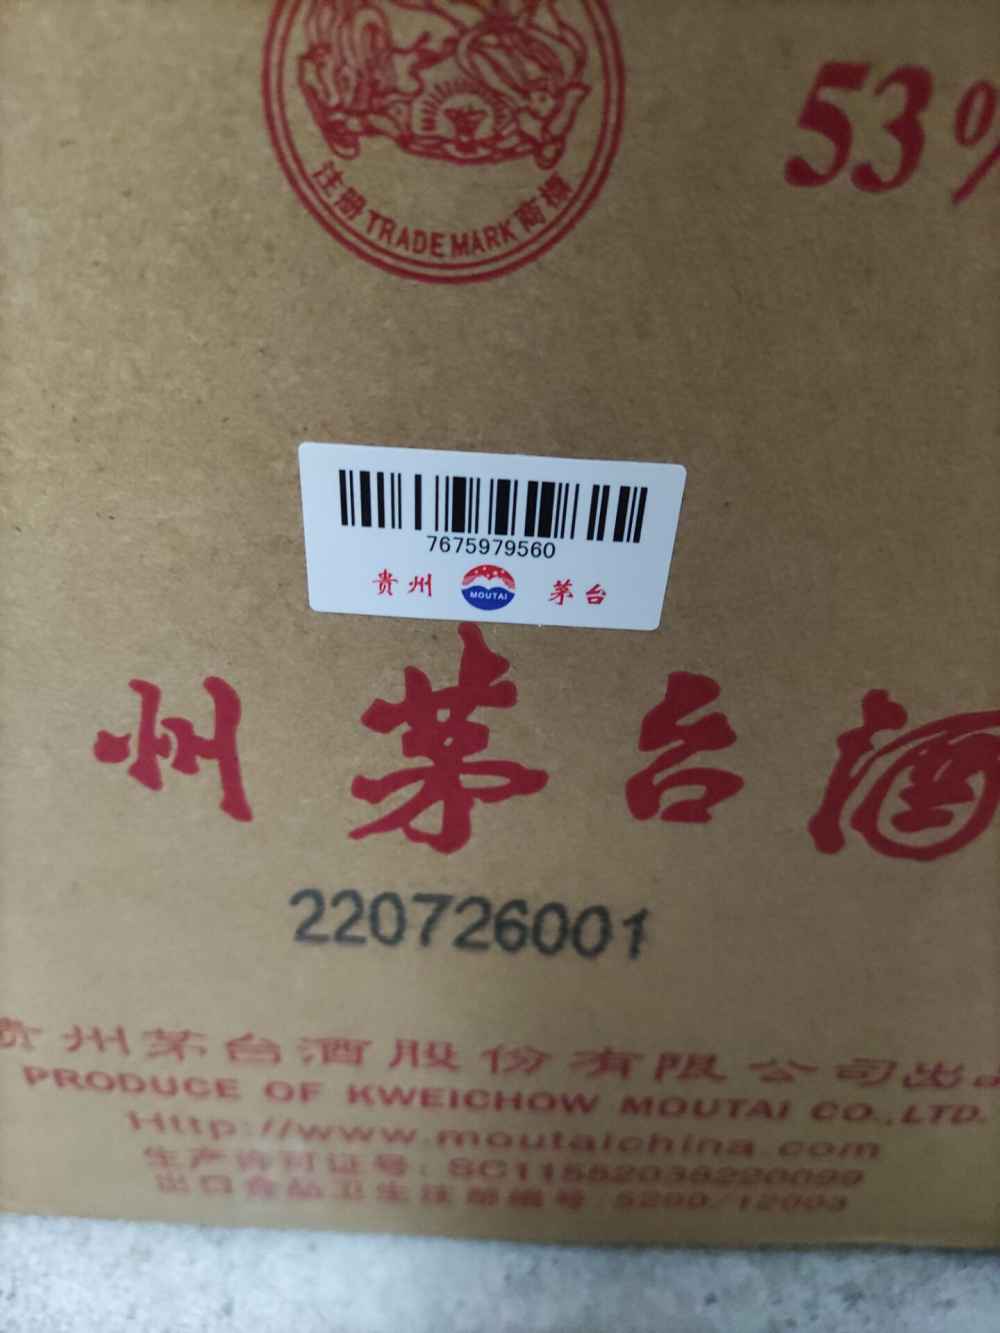 53%
注册 TRADE MARK 商標
7675979560
贵州 MOUTAI 茅台
州茅台酒
220726001
贵州茅台酒股份有限公司出品
PRODUCE OF KWEICHOW MOUTAI CO.,LTD.
Http://www.moutaichina.com
生产许可证号: SC11552038220099
出口食品卫生注册编号 5200/12003